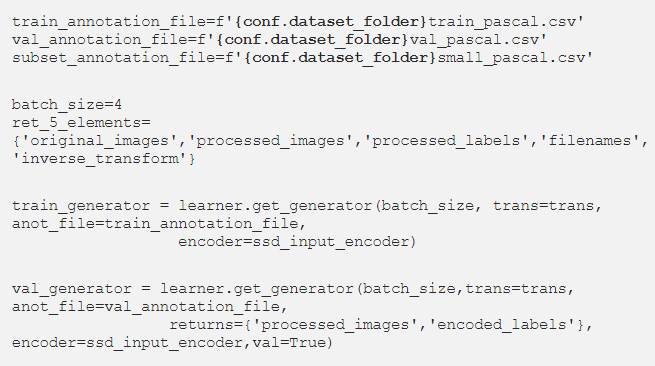 train_annotation_file=f'{conf.dataset_folder}train_pascal.csv'
val_annotation_file=f'{conf.dataset_folder}val_pascal.csv'
subset_annotation_file=f'{conf.dataset_folder}small_pascal.csv'
batch_size=4
ret_5_elements=
{'original_images','processed_images','processed_labels','filenames',
'inverse_transform'}
train_generator = learner.get_generator(batch_size, trans=trans,
anot_file=train_annotation_file,
encoder=ssd_input_encoder)
val_generator = learner.get_generator(batch_size,trans=trans,
anot_file=val_annotation_file,
returns={'processed_images','encoded_labels'},
encoder=ssd_input_encoder,val=True)